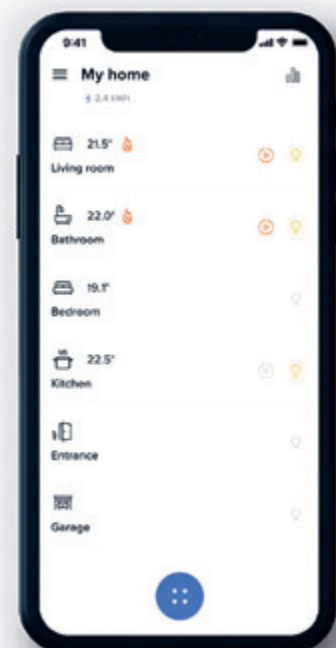 9:41
My home
2.4 kWh
21.5°
Living room
22.0°
Bathroom
19.1°
Bedroom
22.5°
Kitchen
Entrance
Garage